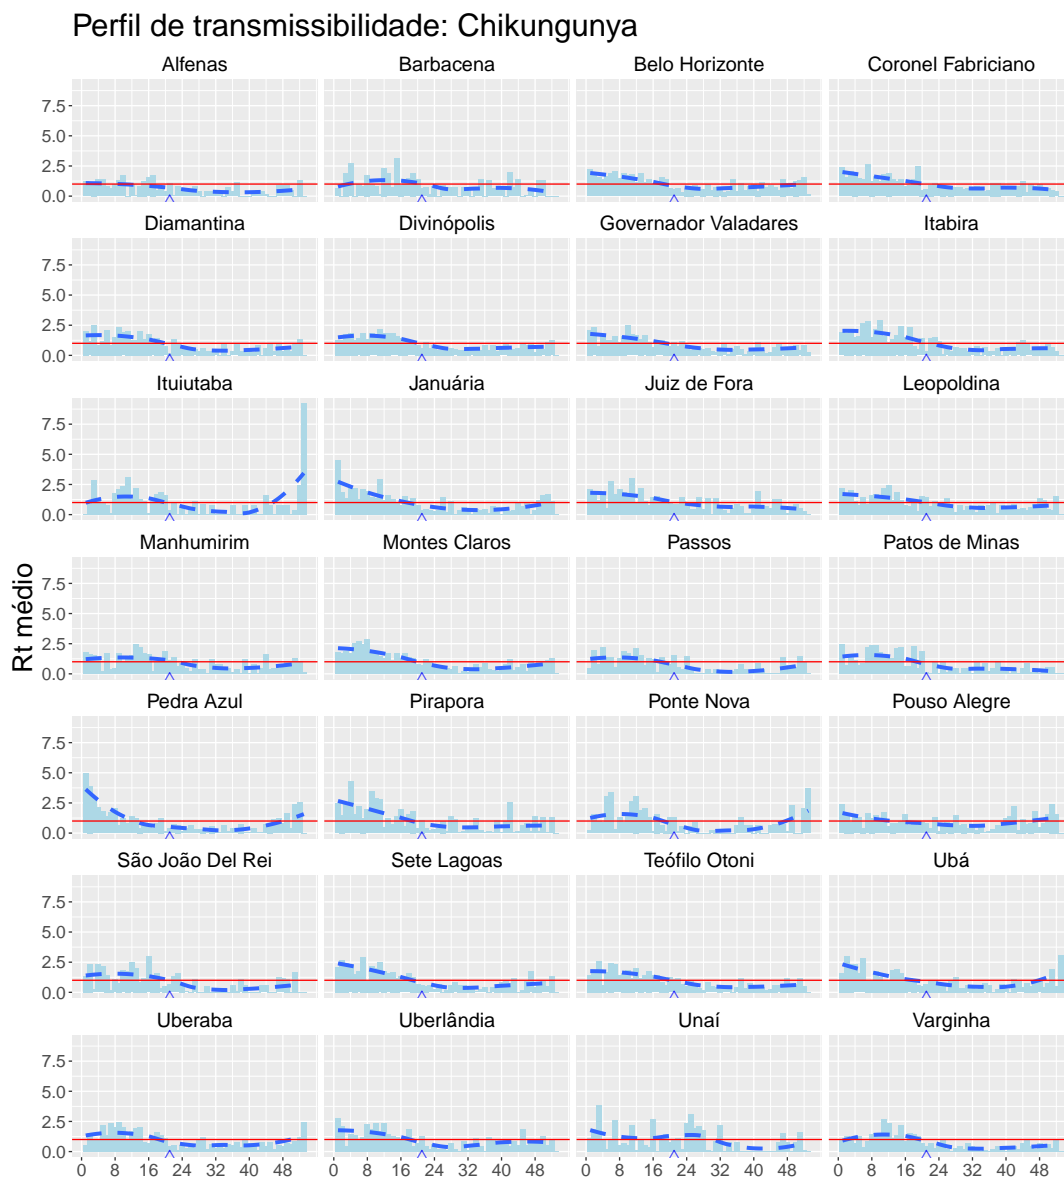 Perfil de transmissibilidade: Chikungunya
Alfenas Barbacena Belo Horizonte Coronel Fabriciano
7.5
5.0
2.5
0.0
Diamantina Divinópolis Governador Valadares Itabira
7.5
5.0
2.5
0.0
Ituiutaba Januária Juiz de Fora Leopoldina
7.5
5.0
2.5
0.0
Manhumirim Montes Claros Passos Patos de Minas
7.5
5.0
2.5
0.0
Rt médio
Pedra Azul Pirapora Ponte Nova Pouso Alegre
7.5
5.0
2.5
0.0
São João Del Rei Sete Lagoas Teófilo Otoni Ubá
7.5
5.0
2.5
0.0
Uberaba Uberlândia Unaí Varginha
7.5
5.0
2.5
0.0
0 8 16 24 32 40 48 0 8 16 24 32 40 48 0 8 16 24 32 40 48 0 8 16 24 32 40 48